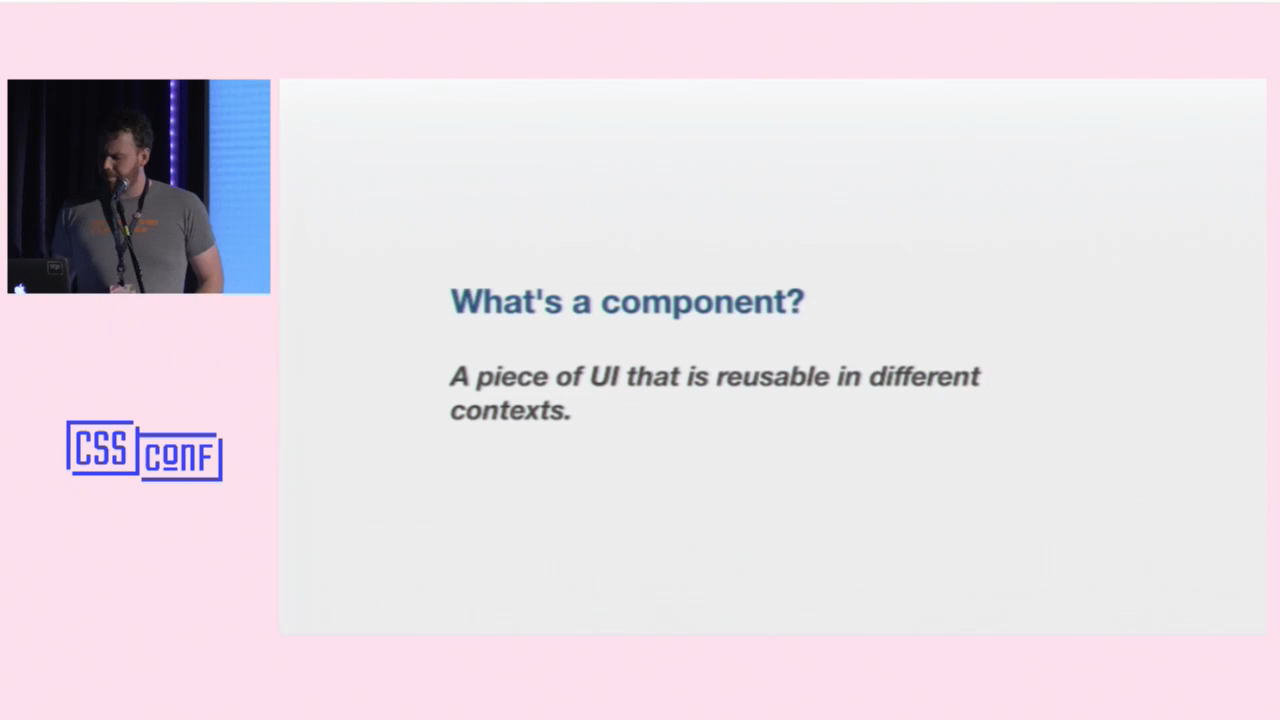 What's a component?
A piece of UI that is reusable in different
contexts.
CSS
CONF